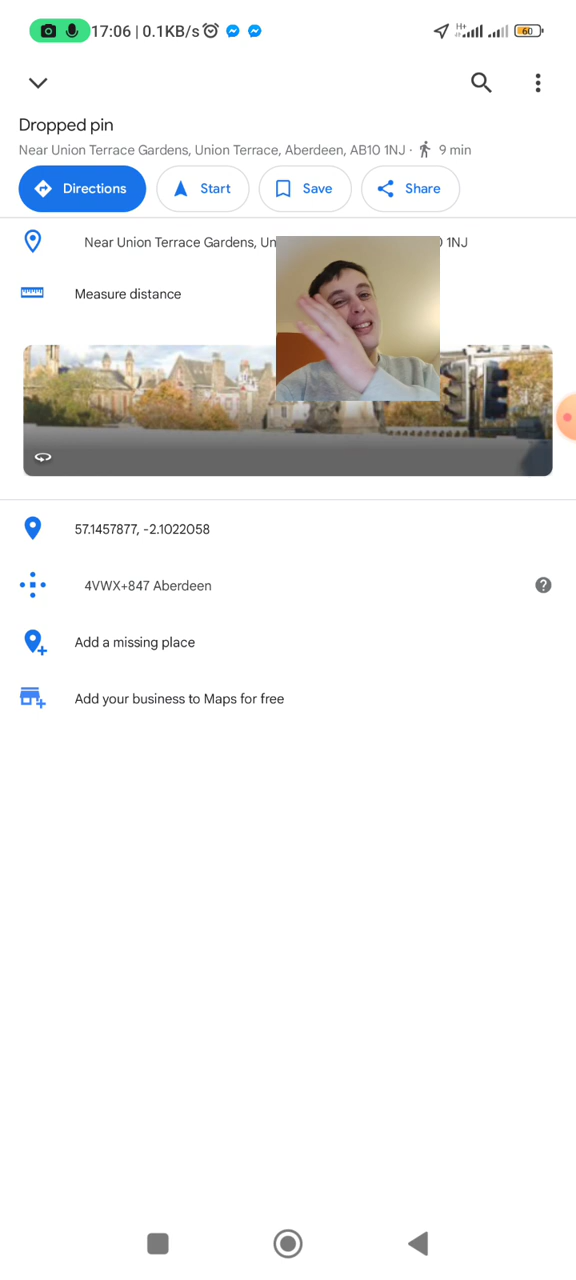 17:06 | 0.1KB/s
H+
60
Dropped pin
Near Union Terrace Gardens, Union Terrace, Aberdeen, AB10 1NJ · 9 min
Directions
Start
Save
Share
Near Union Terrace Gardens, Un 1NJ
Measure distance
57.1457877, -2.1022058
4VWX+847 Aberdeen
?
Add a missing place
Add your business to Maps for free